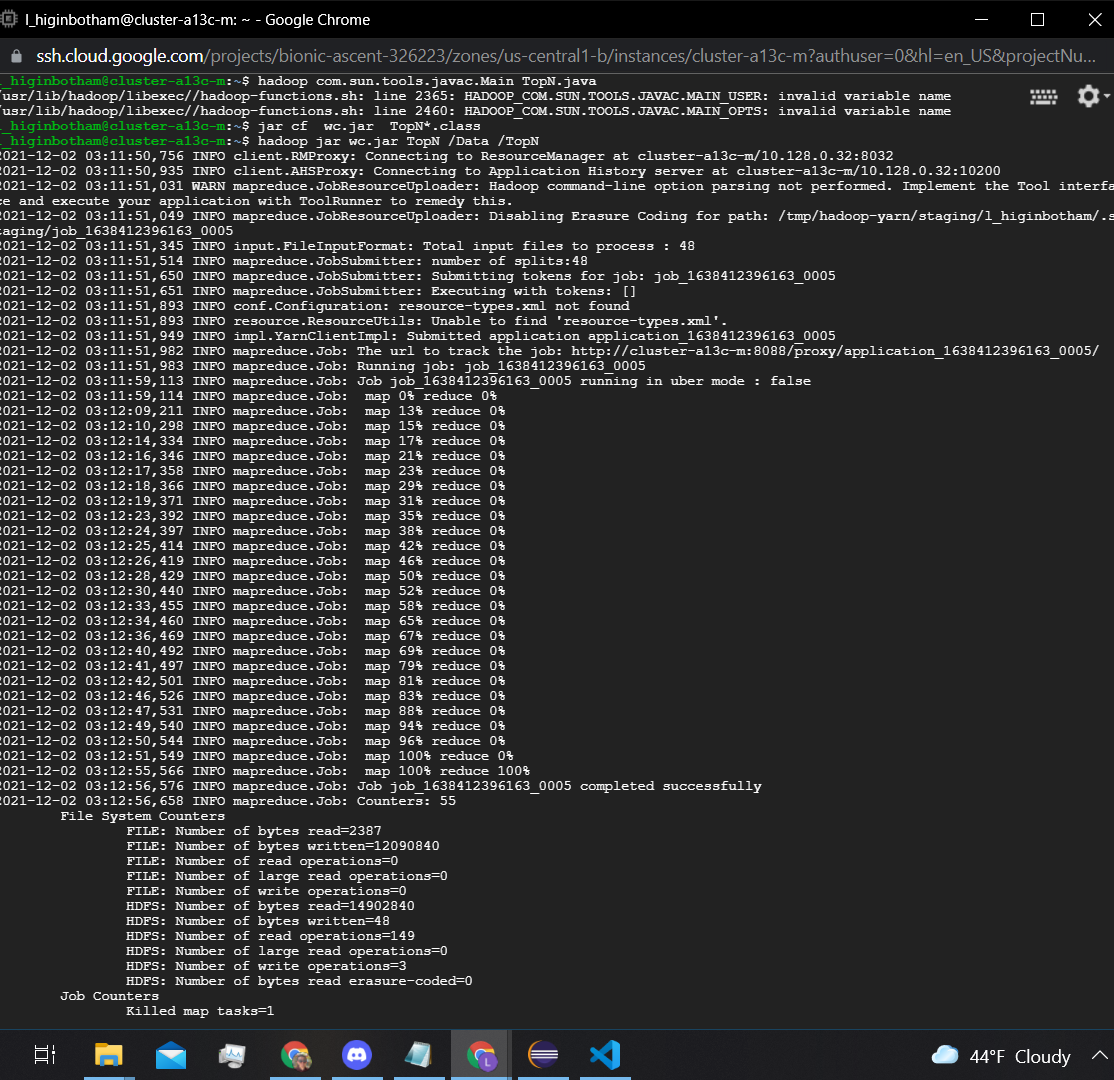 l_higinbotham@cluster-a13c-m: ~ - Google Chrome
ssh.cloud.google.com/projects/bionic-ascent-326223/zones/us-central1-b/instances/cluster-a13c-m?authuser=0&hl=en_US&projectNu...
l_higinbotham@cluster-a13c-m:~$ hadoop com.sun.tools.javac.Main TopN.java
/usr/lib/hadoop/libexec//hadoop-functions.sh: line 2365: HADOOP_COM.SUN.TOOLS.JAVAC.MAIN_USER: invalid variable name
/usr/lib/hadoop/libexec//hadoop-functions.sh: line 2460: HADOOP_COM.SUN.TOOLS.JAVAC.MAIN_OPTS: invalid variable name
l_higinbotham@cluster-a13c-m:~$ jar cf  wc.jar  TopN*.class
l_higinbotham@cluster-a13c-m:~$ hadoop jar wc.jar TopN /Data /TopN
2021-12-02 03:11:50,756 INFO client.RMProxy: Connecting to ResourceManager at cluster-a13c-m/10.128.0.32:8032
2021-12-02 03:11:50,935 INFO client.AHSProxy: Connecting to Application History server at cluster-a13c-m/10.128.0.32:10200
2021-12-02 03:11:51,031 WARN mapreduce.JobResourceUploader: Hadoop command-line option parsing not performed. Implement the Tool interfa
ce and execute your application with ToolRunner to remedy this.
2021-12-02 03:11:51,049 INFO mapreduce.JobResourceUploader: Disabling Erasure Coding for path: /tmp/hadoop-yarn/staging/l_higinbotham/.s
taging/job_1638412396163_0005
2021-12-02 03:11:51,345 INFO input.FileInputFormat: Total input files to process : 48
2021-12-02 03:11:51,514 INFO mapreduce.JobSubmitter: number of splits:48
2021-12-02 03:11:51,650 INFO mapreduce.JobSubmitter: Submitting tokens for job: job_1638412396163_0005
2021-12-02 03:11:51,651 INFO mapreduce.JobSubmitter: Executing with tokens: []
2021-12-02 03:11:51,893 INFO conf.Configuration: resource-types.xml not found
2021-12-02 03:11:51,893 INFO resource.ResourceUtils: Unable to find 'resource-types.xml'.
2021-12-02 03:11:51,949 INFO impl.YarnClientImpl: Submitted application application_1638412396163_0005
2021-12-02 03:11:51,982 INFO mapreduce.Job: The url to track the job: http://cluster-a13c-m:8088/proxy/application_1638412396163_0005/
2021-12-02 03:11:51,983 INFO mapreduce.Job: Running job: job_1638412396163_0005
2021-12-02 03:11:59,113 INFO mapreduce.Job: Job job_1638412396163_0005 running in uber mode : false
2021-12-02 03:11:59,114 INFO mapreduce.Job:  map 0% reduce 0%
2021-12-02 03:12:09,211 INFO mapreduce.Job:  map 13% reduce 0%
2021-12-02 03:12:10,298 INFO mapreduce.Job:  map 15% reduce 0%
2021-12-02 03:12:14,334 INFO mapreduce.Job:  map 17% reduce 0%
2021-12-02 03:12:16,346 INFO mapreduce.Job:  map 21% reduce 0%
2021-12-02 03:12:17,358 INFO mapreduce.Job:  map 23% reduce 0%
2021-12-02 03:12:18,366 INFO mapreduce.Job:  map 29% reduce 0%
2021-12-02 03:12:19,371 INFO mapreduce.Job:  map 31% reduce 0%
2021-12-02 03:12:23,392 INFO mapreduce.Job:  map 35% reduce 0%
2021-12-02 03:12:24,397 INFO mapreduce.Job:  map 38% reduce 0%
2021-12-02 03:12:25,414 INFO mapreduce.Job:  map 42% reduce 0%
2021-12-02 03:12:26,419 INFO mapreduce.Job:  map 46% reduce 0%
2021-12-02 03:12:28,429 INFO mapreduce.Job:  map 50% reduce 0%
2021-12-02 03:12:30,440 INFO mapreduce.Job:  map 52% reduce 0%
2021-12-02 03:12:33,455 INFO mapreduce.Job:  map 58% reduce 0%
2021-12-02 03:12:34,460 INFO mapreduce.Job:  map 65% reduce 0%
2021-12-02 03:12:36,469 INFO mapreduce.Job:  map 67% reduce 0%
2021-12-02 03:12:40,492 INFO mapreduce.Job:  map 69% reduce 0%
2021-12-02 03:12:41,497 INFO mapreduce.Job:  map 79% reduce 0%
2021-12-02 03:12:42,501 INFO mapreduce.Job:  map 81% reduce 0%
2021-12-02 03:12:46,526 INFO mapreduce.Job:  map 83% reduce 0%
2021-12-02 03:12:47,531 INFO mapreduce.Job:  map 88% reduce 0%
2021-12-02 03:12:49,540 INFO mapreduce.Job:  map 94% reduce 0%
2021-12-02 03:12:50,544 INFO mapreduce.Job:  map 96% reduce 0%
2021-12-02 03:12:51,549 INFO mapreduce.Job:  map 100% reduce 0%
2021-12-02 03:12:55,566 INFO mapreduce.Job:  map 100% reduce 100%
2021-12-02 03:12:56,576 INFO mapreduce.Job: Job job_1638412396163_0005 completed successfully
2021-12-02 03:12:56,658 INFO mapreduce.Job: Counters: 55
File System Counters
FILE: Number of bytes read=2387
FILE: Number of bytes written=12090840
FILE: Number of read operations=0
FILE: Number of large read operations=0
FILE: Number of write operations=0
HDFS: Number of bytes read=14902840
HDFS: Number of bytes written=48
HDFS: Number of read operations=149
HDFS: Number of large read operations=0
HDFS: Number of write operations=3
HDFS: Number of bytes read erasure-coded=0
Job Counters
Killed map tasks=1
L
44°F Cloudy